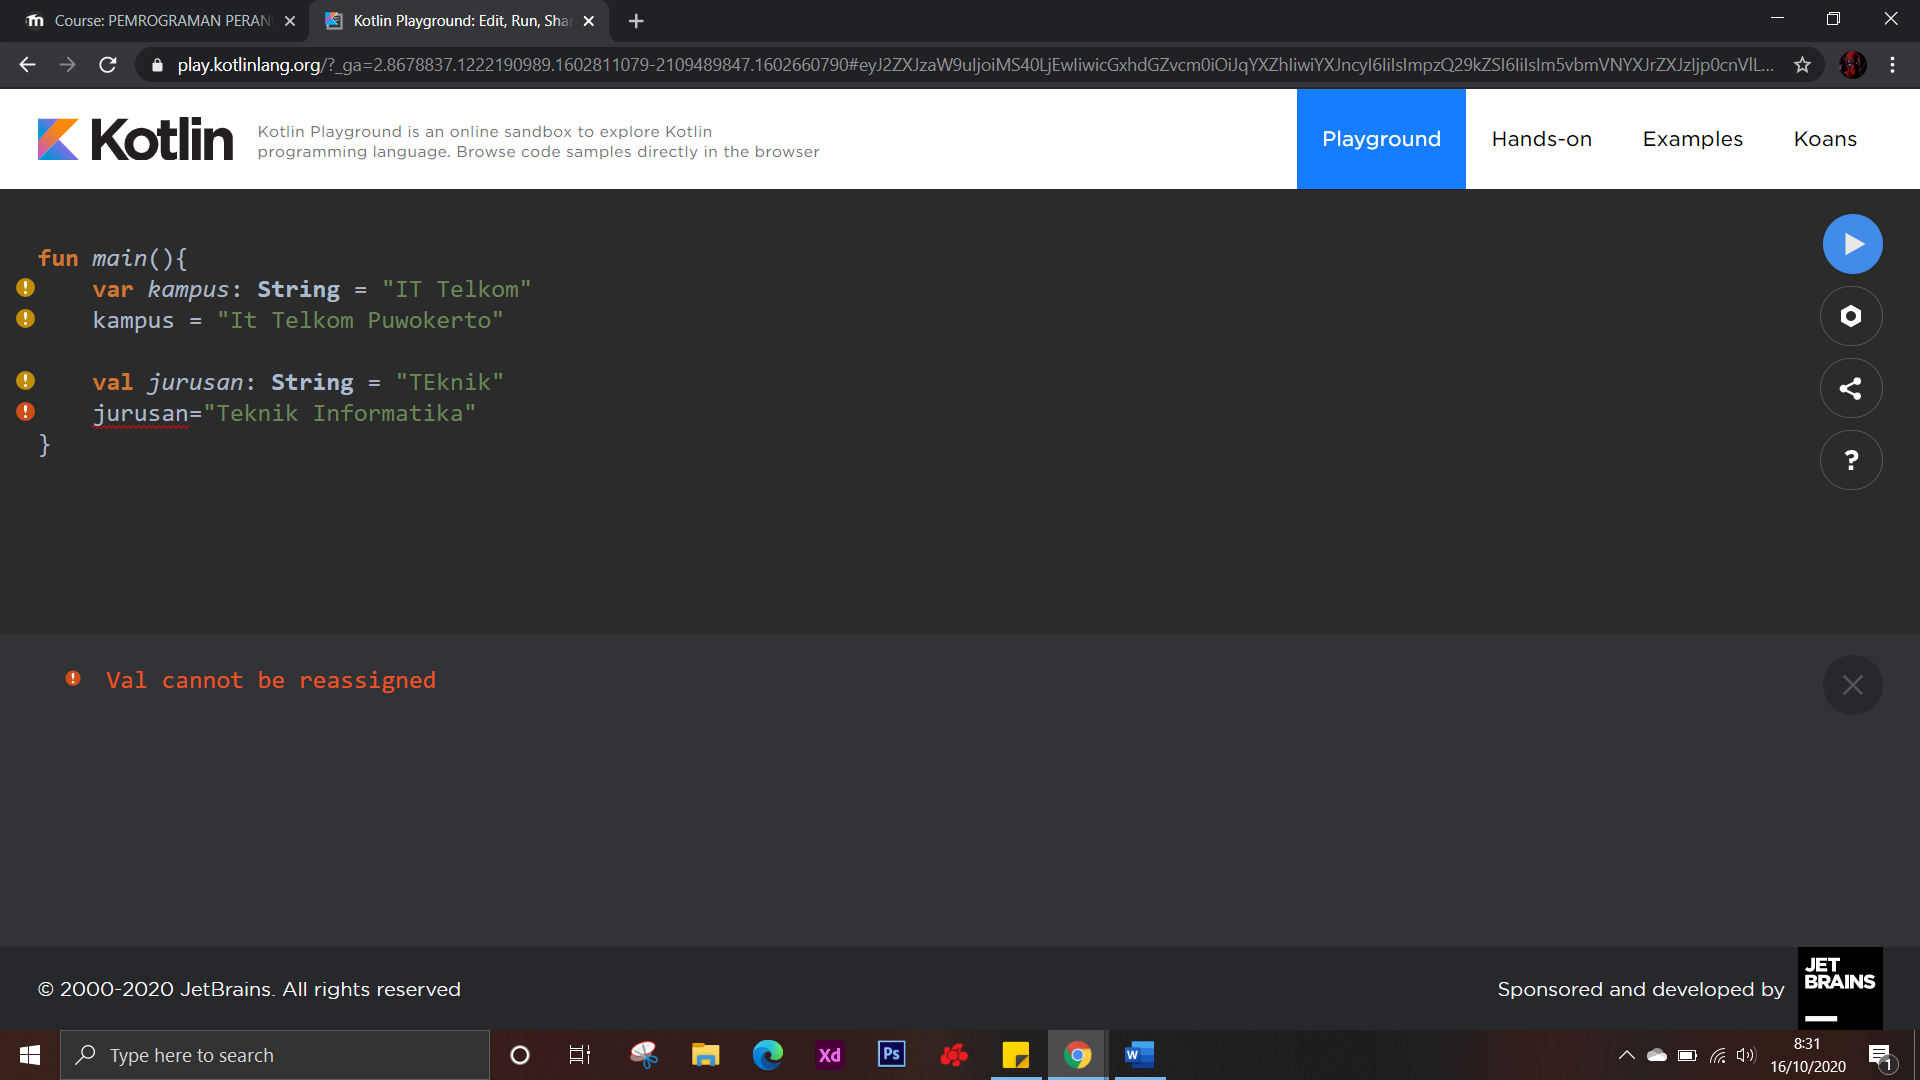 Course: PEMROGRAMAN PERAN
Kotlin Playground: Edit, Run, Shar
play.kotlinlang.org/?_ga=2.8678837.1222190989.1602811079-2109489847.1602660790#
Kotlin
Kotlin Playground is an online sandbox to explore Kotlin
programming language. Browse code samples directly in the browser
Playground
Hands-on
Examples
Koans
fun main(){
var kampus: String = "IT Telkom"
kampus = "It Telkom Puwokerto"
val jurusan: String = "TEknik"
jurusan="Teknik Informatika"
}
?
Val cannot be reassigned
© 2000-2020 JetBrains. All rights reserved
Sponsored and developed by
JET
BRAINS
Type here to search
Xd
Ps
W
8:31
16/10/2020
1